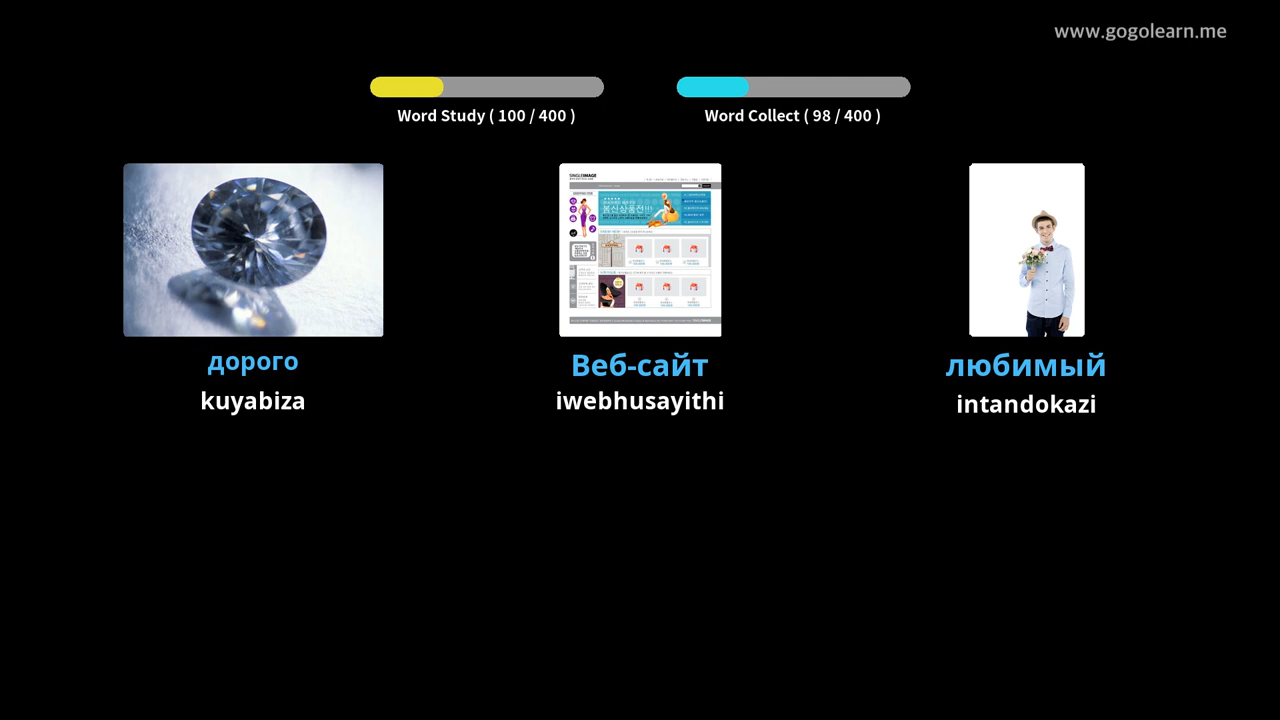 www.gogolearn.me
Word Study ( 100 / 400 )
Word Collect ( 98 / 400 )
дорого
Веб-сайт
любимый
kuyabiza
iwebhusayithi
intandokazi